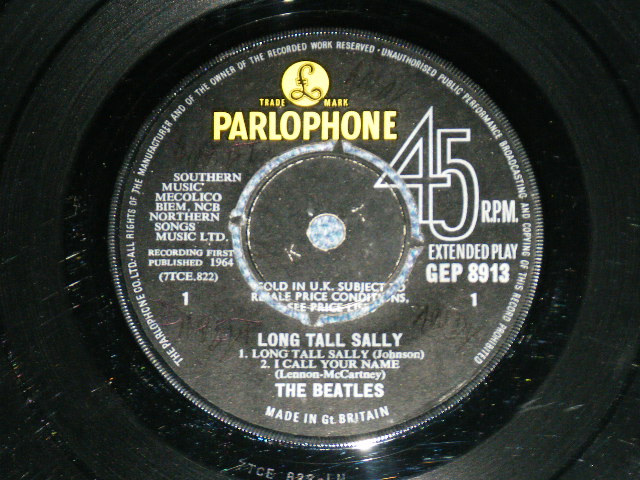 THE PARLOPHONE CO.LTD·ALL RIGHTS OF THE MANUFACTURER AND OF THE OWNER OF THE RECORDED WORK RESERVED · UNAUTHORISED PUBLIC PERFORMANCE BROADCASTING AND COPYING OF THIS RECORD PROHIBITED
£
TRADE MARK
PARLOPHONE
45
R.P.M.
SOUTHERN
MUSIC
MECOLICO
BIEM, NCB
NORTHERN
SONGS
MUSIC LTD.
RECORDING FIRST
PUBLISHED 1964
(7TCE.822)
1
EXTENDED PLAY
GEP 8913
1
K T
SOLD IN U.K. SUBJECT TO
RESALE PRICE CONDITIONS,
SEE PRICE
LONG TALL SALLY
1. LONG TALL SALLY (Johnson)
2. I CALL YOUR NAME
(Lennon-McCartney)
THE BEATLES
MADE IN Gt. BRITAIN